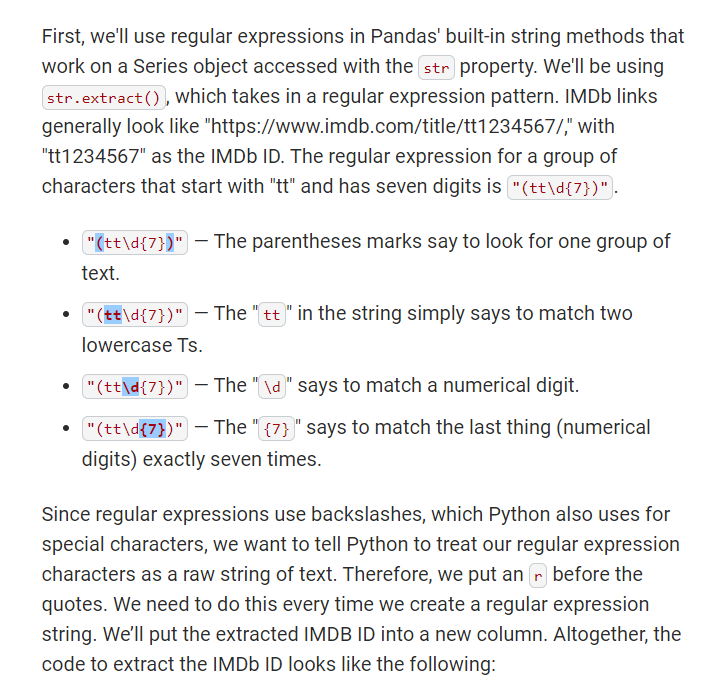 First, we'll use regular expressions in Pandas' built-in string methods that
work on a Series object accessed with the str property. We'll be using
str.extract(), which takes in a regular expression pattern. IMDb links
generally look like "https://www.imdb.com/title/tt1234567/," with
"tt1234567" as the IMDb ID. The regular expression for a group of
characters that start with "tt" and has seven digits is "(tt\d{7})".
• "(tt\d{7})" — The parentheses marks say to look for one group of
text.
• "(tt\d{7})" — The "tt" in the string simply says to match two
lowercase Ts.
• "(tt\d{7})" — The "\d" says to match a numerical digit.
• "(tt\d{7})" — The "{7}" says to match the last thing (numerical
digits) exactly seven times.
Since regular expressions use backslashes, which Python also uses for
special characters, we want to tell Python to treat our regular expression
characters as a raw string of text. Therefore, we put an r before the
quotes. We need to do this every time we create a regular expression
string. We’ll put the extracted IMDB ID into a new column. Altogether, the
code to extract the IMDb ID looks like the following: